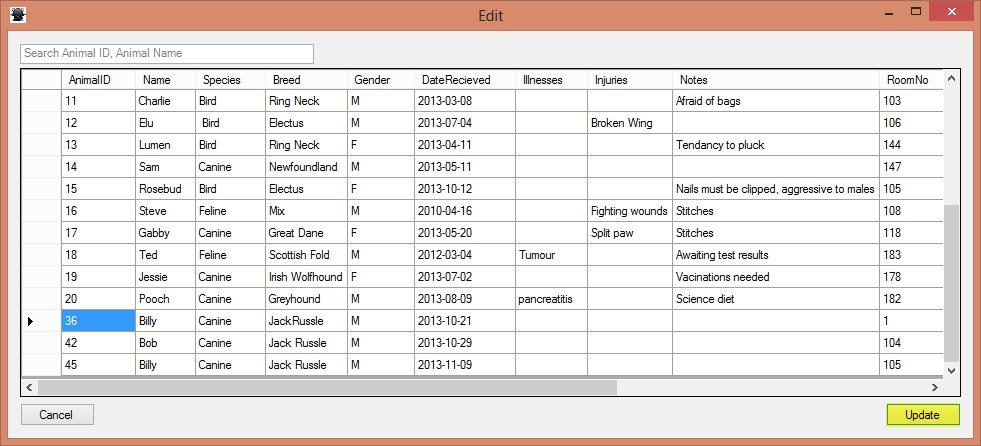 Edit
Search Animal ID, Animal Name
AnimalID Name Species Breed Gender DateRecieved Illnesses Injuries Notes RoomNo
11 Charlie Bird Ring Neck M 2013-03-08 Afraid of bags 103
12 Elu Bird Electus M 2013-07-04 Broken Wing 106
13 Lumen Bird Ring Neck F 2013-04-11 Tendancy to pluck 144
14 Sam Canine Newfoundland M 2013-05-11 147
15 Rosebud Bird Electus F 2013-10-12 Nails must be clipped, aggressive to males 105
16 Steve Feline Mix M 2010-04-16 Fighting wounds Stitches 108
17 Gabby Canine Great Dane F 2013-05-20 Split paw Stitches 118
18 Ted Feline Scottish Fold M 2012-03-04 Tumour Awaiting test results 183
19 Jessie Canine Irish Wolfhound F 2013-07-02 Vacinations needed 178
20 Pooch Canine Greyhound M 2013-08-09 pancreatitis Science diet 182
36 Billy Canine JackRussle M 2013-10-21 1
42 Bob Canine Jack Russle M 2013-10-29 104
45 Billy Canine Jack Russle M 2013-11-09 105
Cancel Update